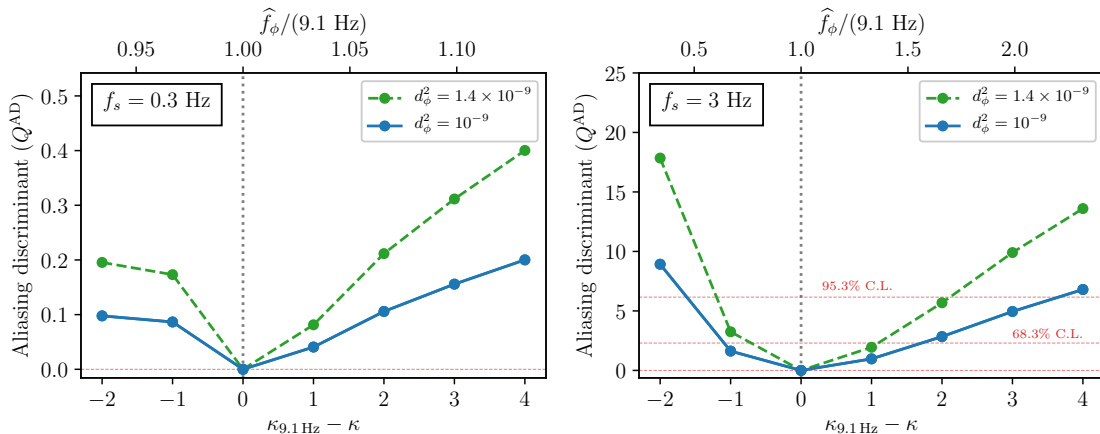 f̂_ϕ/(9.1 Hz)
0.95 1.00 1.05 1.10
f_s = 0.3 Hz
d_ϕ^2 = 1.4 × 10^−9
d_ϕ^2 = 10^−9
Aliasing discriminant (Q^AD)
0.5
0.4
0.3
0.2
0.1
0.0
−2 −1 0 1 2 3 4
κ_9.1 Hz − κ
f̂_ϕ/(9.1 Hz)
0.5 1.0 1.5 2.0
f_s = 3 Hz
d_ϕ^2 = 1.4 × 10^−9
d_ϕ^2 = 10^−9
Aliasing discriminant (Q^AD)
25
20
15
10
5
0
95.3% C.L.
68.3% C.L.
−2 −1 0 1 2 3 4
κ_9.1 Hz − κ